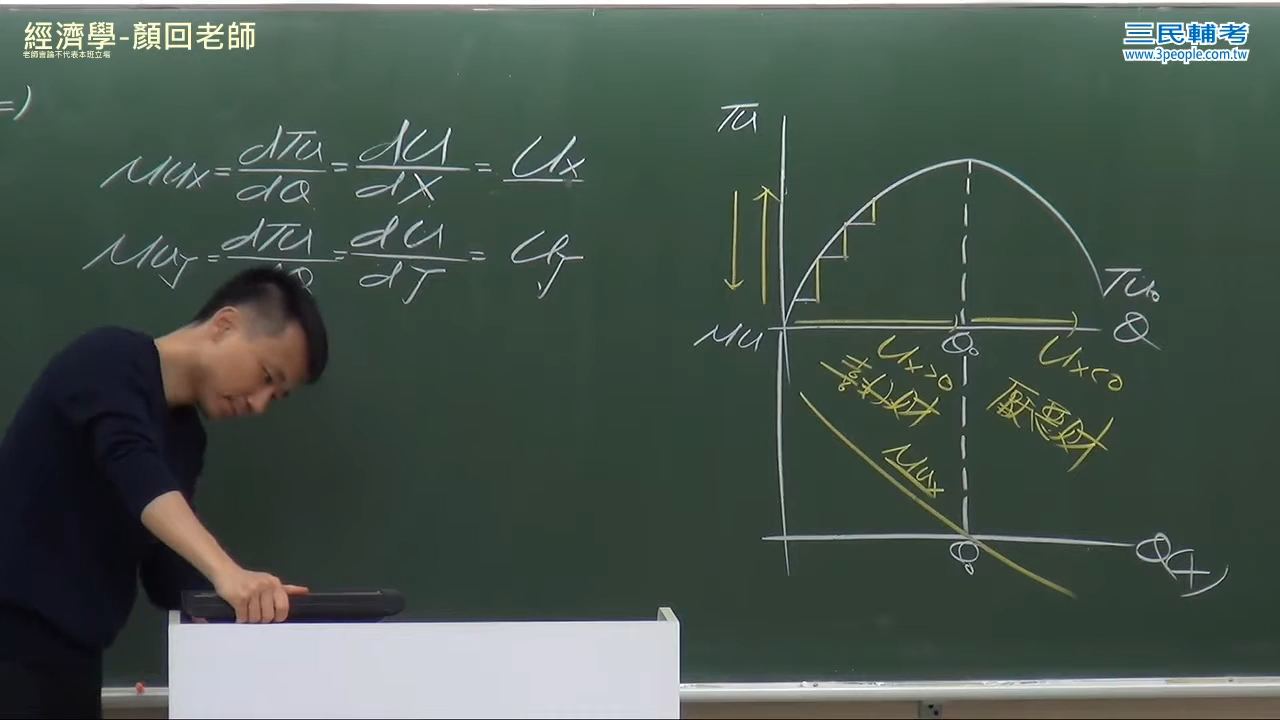 經濟學-顏回老師
老師言論不代表本班立場
三民輔考
www.3people.com.tw
=)
MUx = dTU/dQ = dU/dX = Ux
MUy = dTU/dQ = dU/dy = Uy
TU
TU₀
MU
Q₀
Q
Ux>0
Ux<0
喜好財
厭惡財
MUx
Q₀
Q(X)